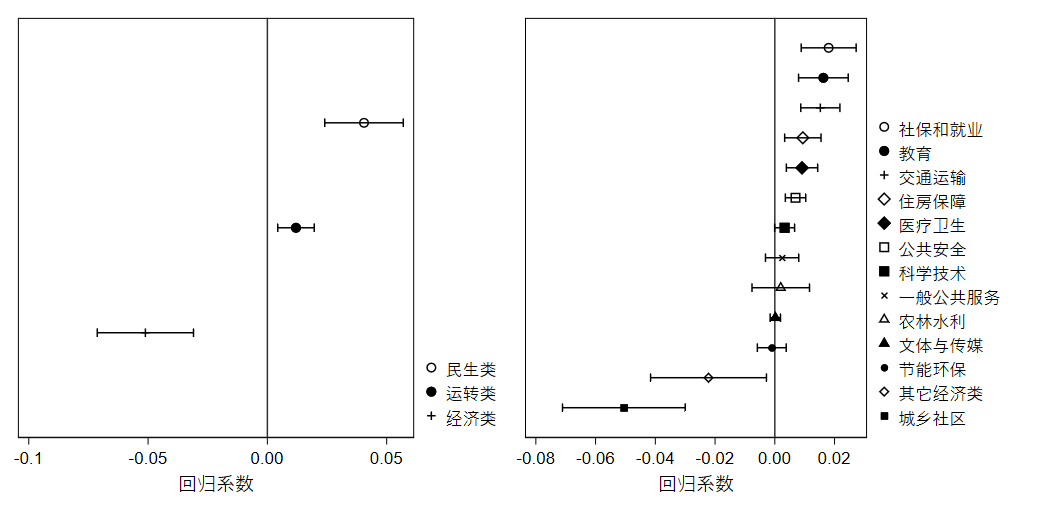 民生类
运转类
经济类
-0.1 -0.05 0.00 0.05
回归系数
社保和就业
教育
交通运输
住房保障
医疗卫生
公共安全
科学技术
一般公共服务
农林水利
文体与传媒
节能环保
其它经济类
城乡社区
-0.08 -0.06 -0.04 -0.02 0.00 0.02
回归系数